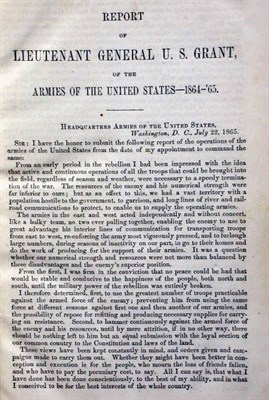 REPORT
OF
LIEUTENANT GENERAL U. S. GRANT,
OF THE
ARMIES OF THE UNITED STATES—1864-'65.
HEADQUARTERS ARMIES OF THE UNITED STATES,
Washington, D. C., July 22, 1865.
SIR: I have the honor to submit the following report of the operations of the
armies of the United States from the date of my appointment to command the
same:
From an early period in the rebellion I had been impressed with the idea
that active and continuous operations of all the troops that could be brought into
the field, regardless of season and weather, were necessary to a speedy termina-
tion of the war. The resources of the enemy and his numerical strength were
far inferior to ours; but as an offset to this, we had a vast territory with a
population hostile to the government, to garrison, and long lines of river and rail-
road communications to protect, to enable us to supply the operating armies.
The armies in the east and west acted independently and without concert,
like a balky team, no two ever pulling together, enabling the enemy to use to
great advantage his interior lines of communication for transporting troops
from east to west, re-enforcing the army most vigorously pressed, and to furlough
large numbers, during seasons of inactivity on our part, to go to their homes and
do the work of producing for the support of their armies. It was a question
whether our numerical strength and resources were not more than balanced by
these disadvantages and the enemy's superior position.
From the first, I was firm in the conviction that no peace could be had that
would be stable and conducive to the happiness of the people, both north and
south, until the military power of the rebellion was entirely broken.
I therefore determined, first, to use the greatest number of troops practicable
against the armed force of the enemy; preventing him from using the same
force at different seasons against first one and then another of our armies, and
the possibility of repose for refitting and producing necessary supplies for carry-
ing on resistance. Second, to hammer continuously against the armed force of
the enemy and his resources, until by mere attrition, if in no other way, there
should be nothing left to him but an equal submission with the loyal section of
our common country to the Constitution and laws of the land.
These views have been kept constantly in mind, and orders given and cam-
paigns made to carry them out. Whether they might have been better in con-
ception and execution is for the people, who mourn the loss of friends fallen,
and who have to pay the pecuniary cost, to say. All I can say is, that what I
have done has been done conscientiously, to the best of my ability, and in what
I conceived to be for the best interests of the whole country.